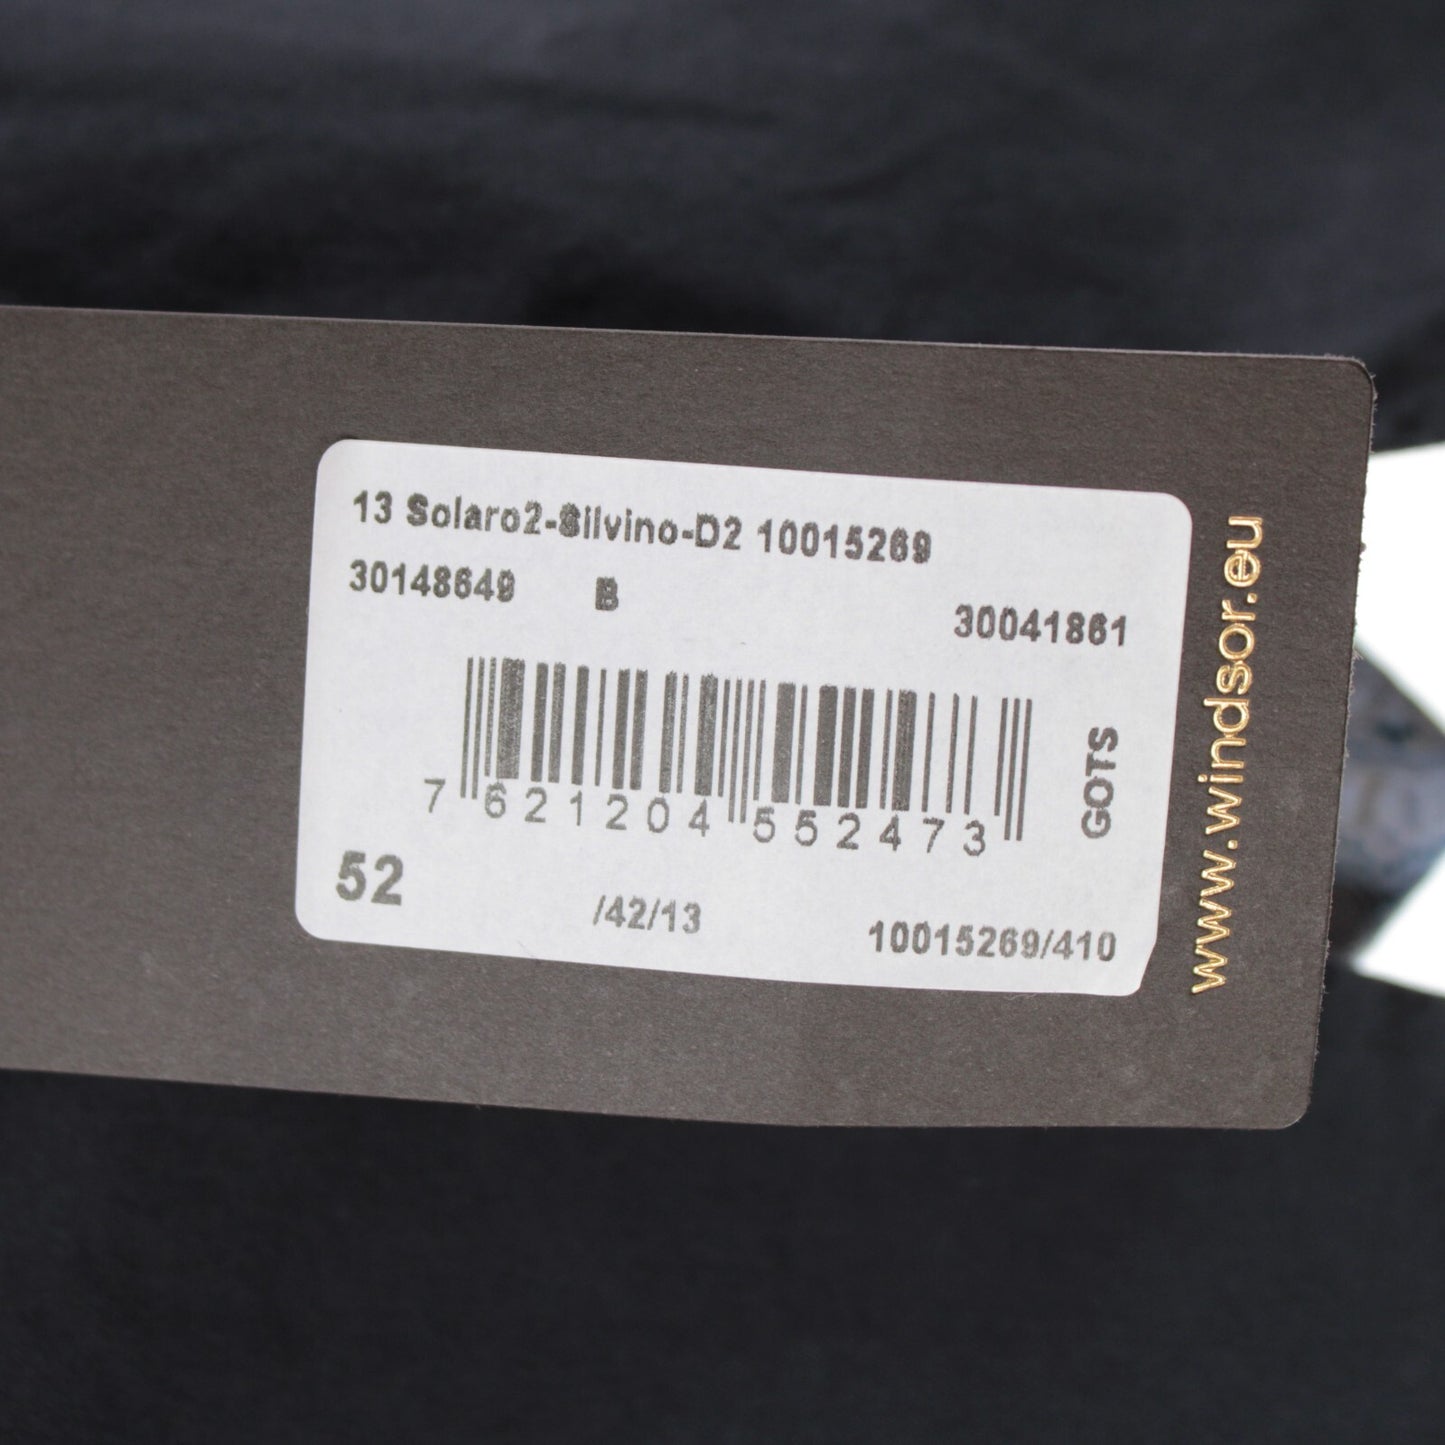 13 Solaro2-Silvino-D2 10015269
30148649 B
30041861
7 621204 552473
GOTS
52
/42/13
10015269/410
www.windsor.eu